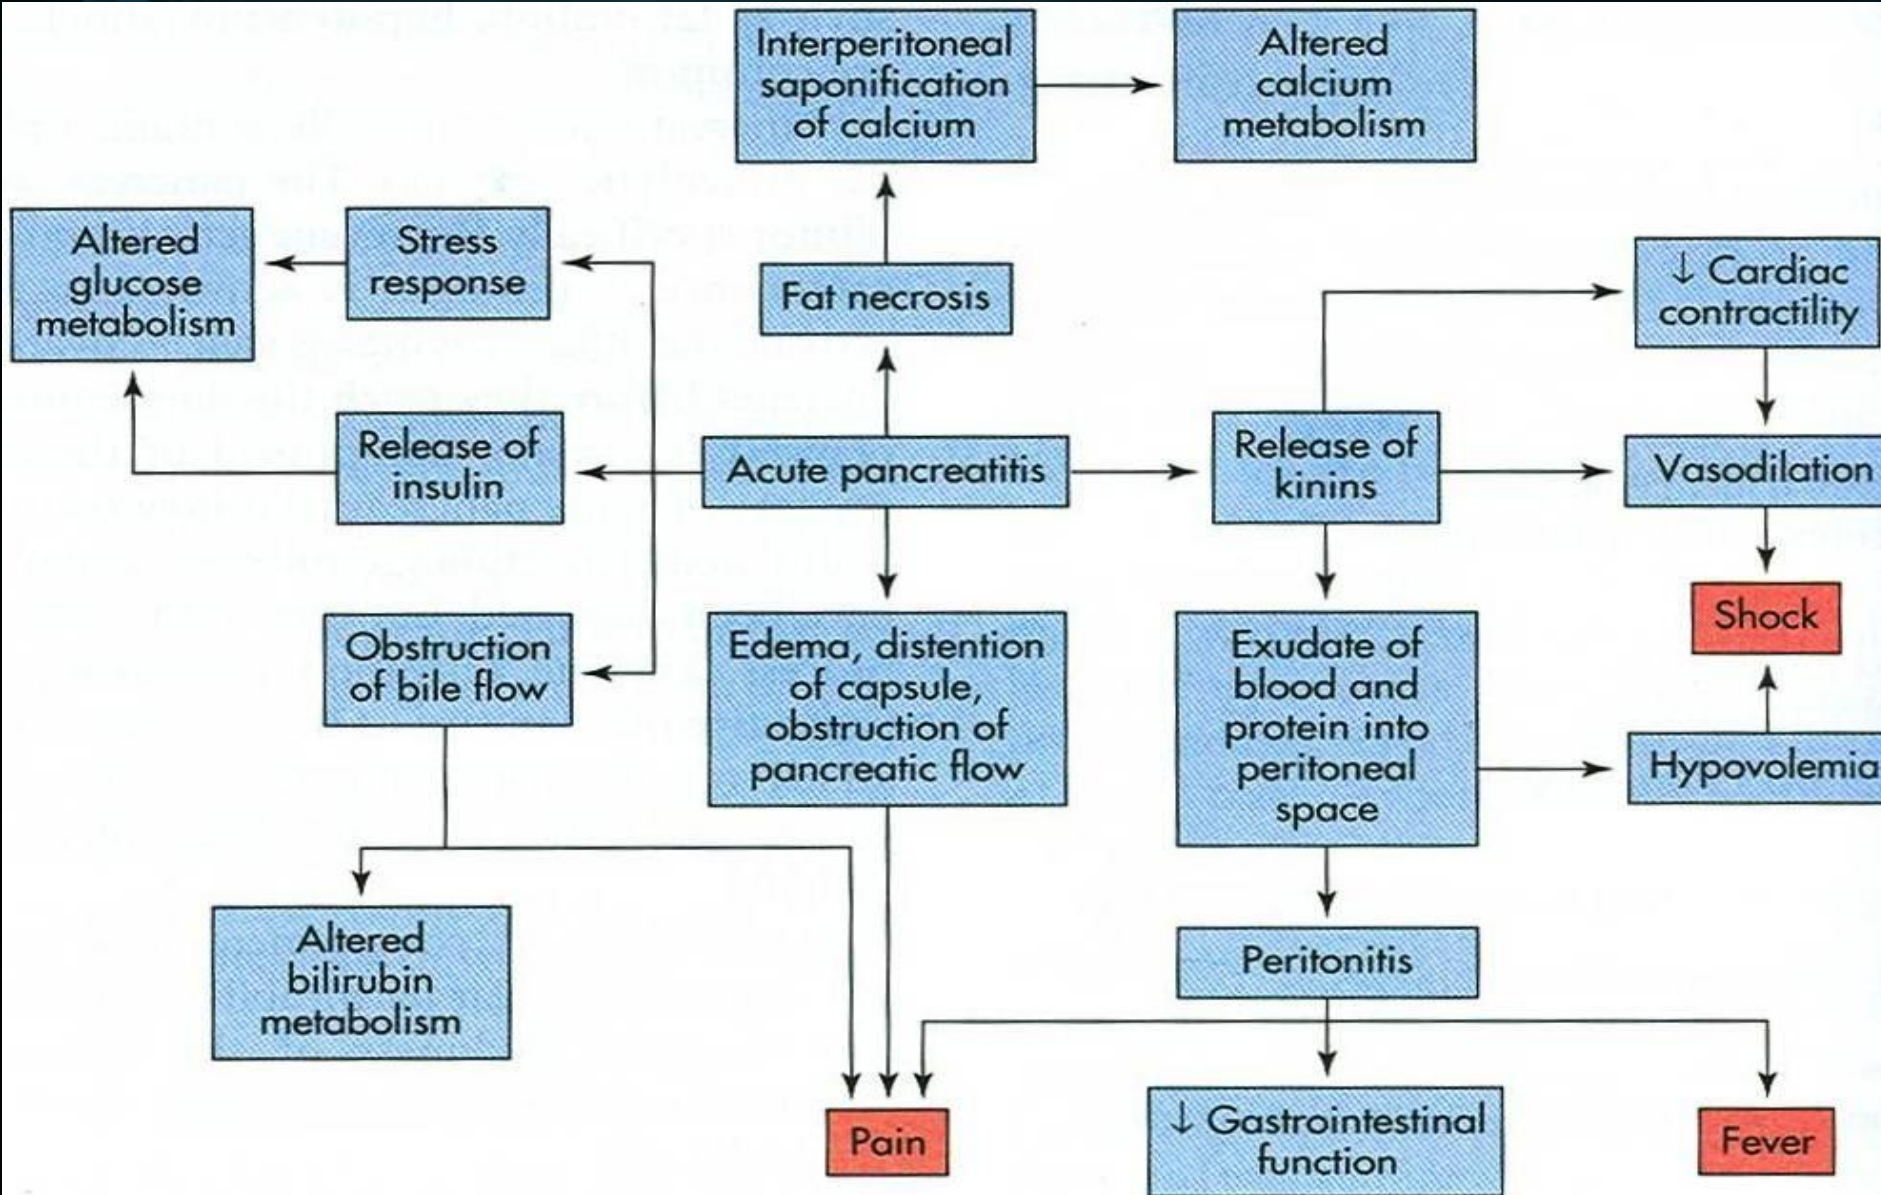 Interperitoneal
saponification
of calcium
Altered
calcium
metabolism
Altered
glucose
metabolism
Stress
response
Fat necrosis
↓ Cardiac
contractility
Release of
insulin
Acute pancreatitis
Release of
kinins
Vasodilation
Shock
Obstruction
of bile flow
Edema, distention
of capsule,
obstruction of
pancreatic flow
Exudate of
blood and
protein into
peritoneal
space
Hypovolemia
Altered
bilirubin
metabolism
Peritonitis
Pain
↓ Gastrointestinal
function
Fever